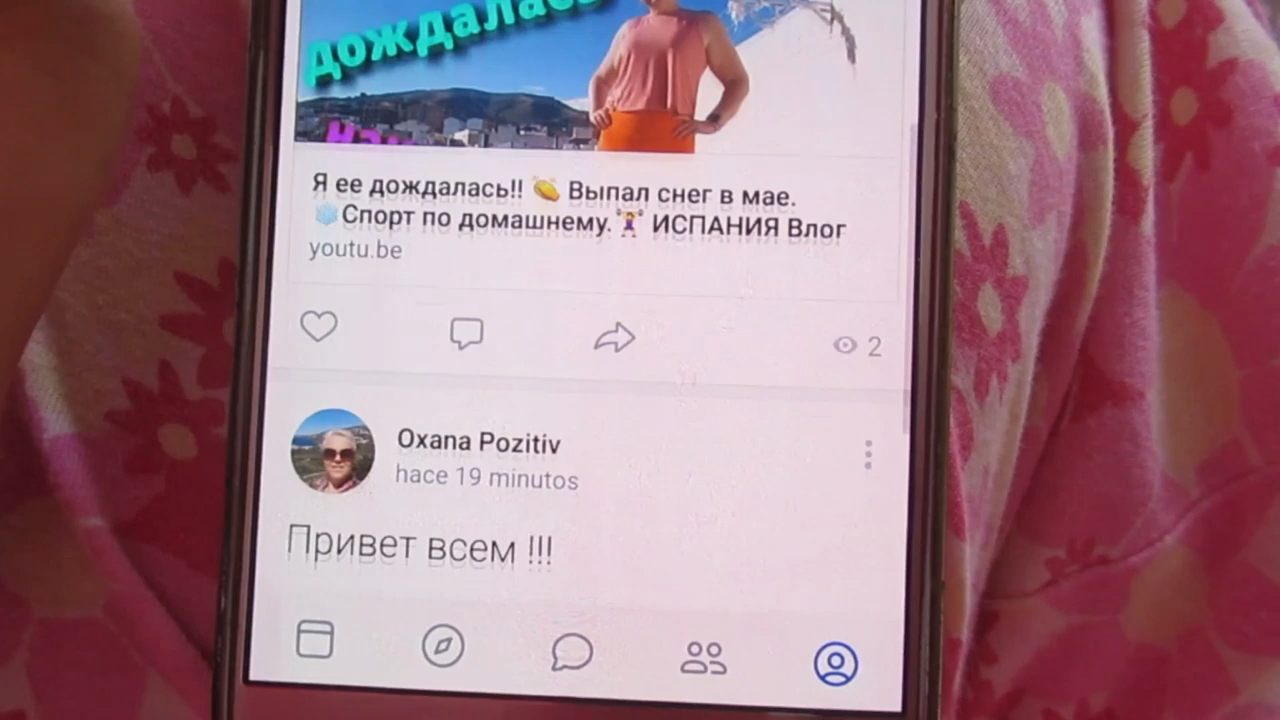 дождалась
Я ее дождалась!! Выпал снег в мае.
Спорт по домашнему. ИСПАНИЯ Влог
youtu.be
2
Oxana Pozitiv
hace 19 minutos
Привет всем !!!